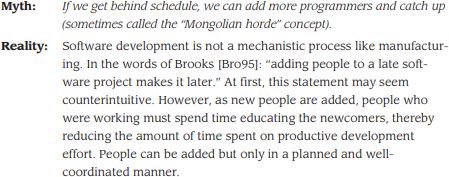 Myth: If we get behind schedule, we can add more programmers and catch up
(sometimes called the “Mongolian horde” concept).
Reality: Software development is not a mechanistic process like manufactur-
ing. In the words of Brooks [Bro95]: “adding people to a late soft-
ware project makes it later.” At first, this statement may seem
counterintuitive. However, as new people are added, people who
were working must spend time educating the newcomers, thereby
reducing the amount of time spent on productive development
effort. People can be added but only in a planned and well-
coordinated manner.